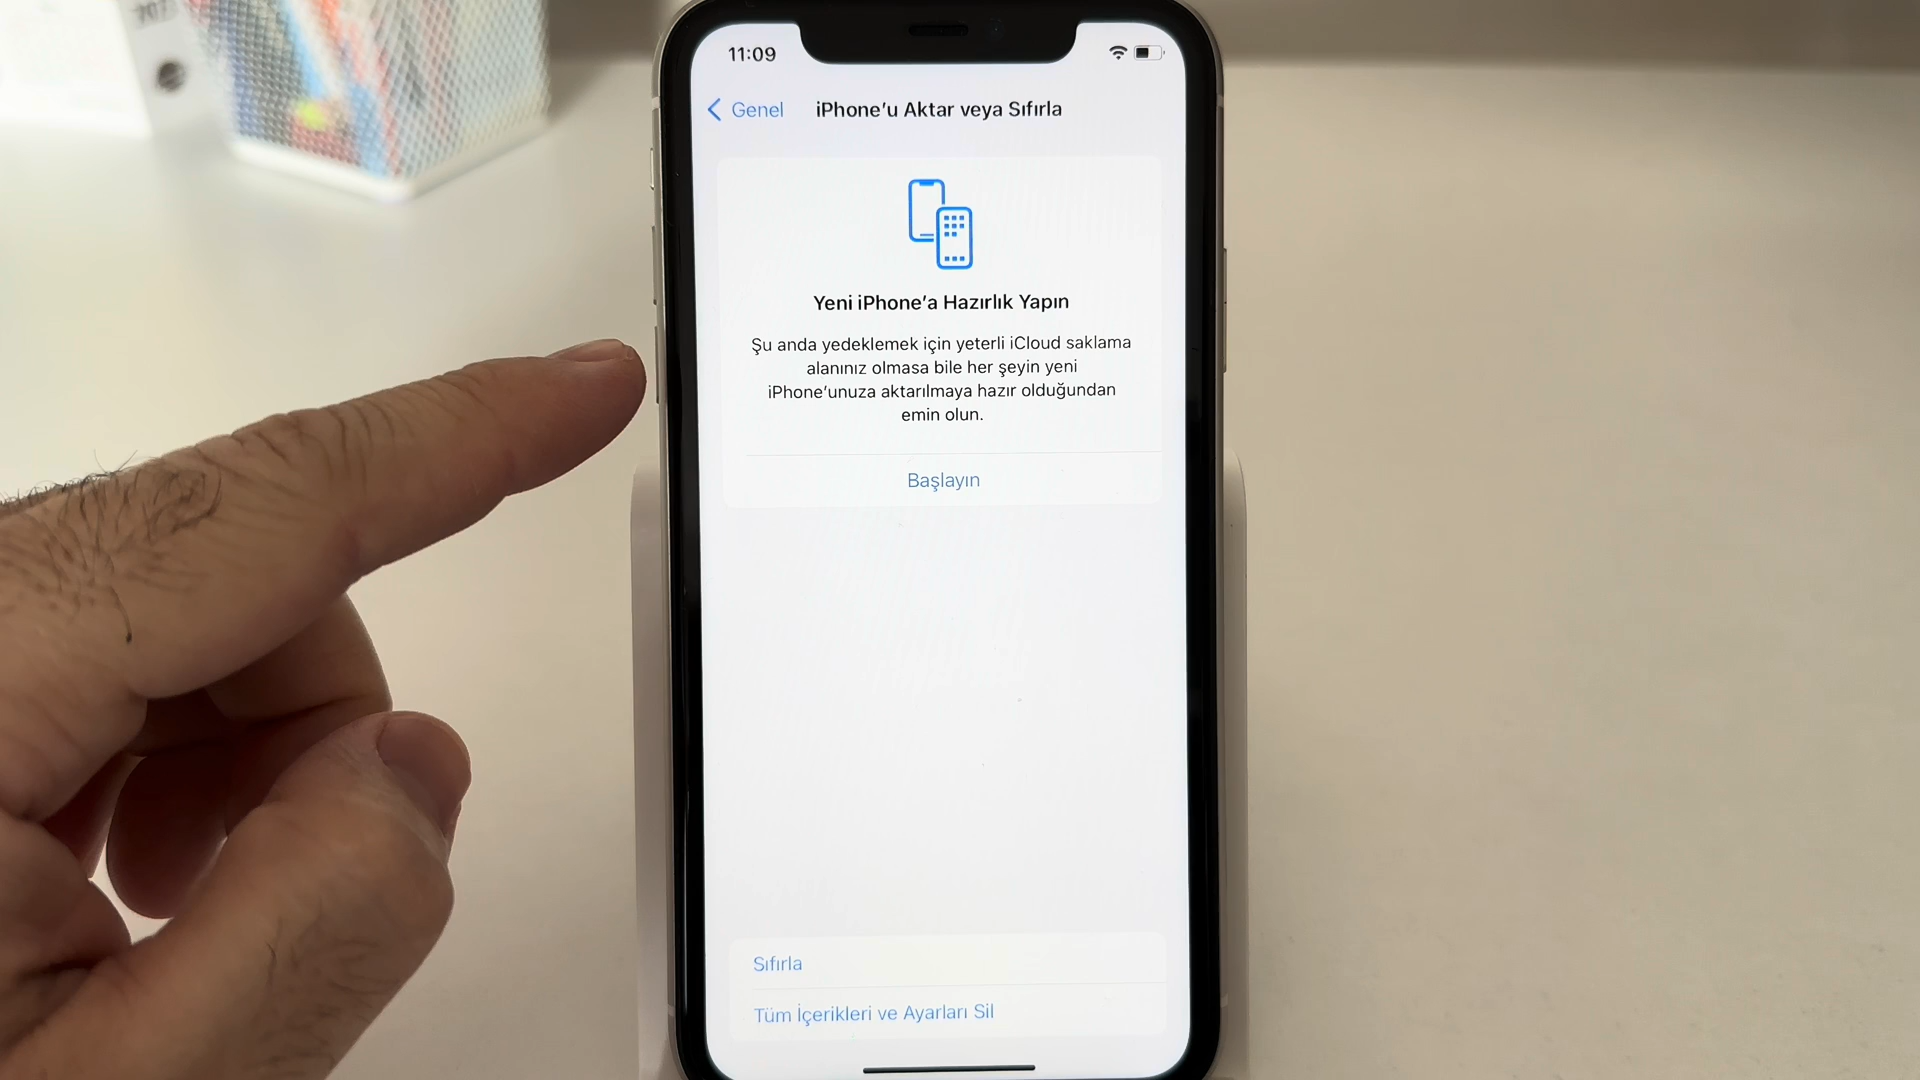 11:09
Genel
iPhone'u Aktar veya Sıfırla
Yeni iPhone'a Hazırlık Yapın
Şu anda yedeklemek için yeterli iCloud saklama
alanınız olmasa bile her şeyin yeni
iPhone'unuza aktarılmaya hazır olduğundan
emin olun.
Başlayın
Sıfırla
Tüm İçerikleri ve Ayarları Sil